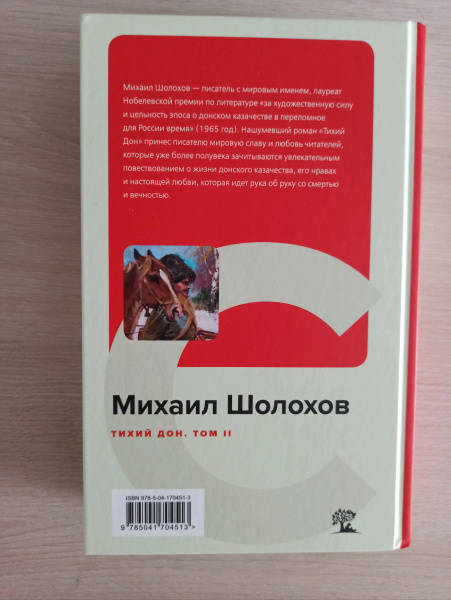 Михаил Шолохов — писатель с мировым именем, лауреат
Нобелевской премии по литературе «за художественную силу
и цельность эпоса о донском казачестве в переломное
для России время» (1965 год). Нашумевший роман «Тихий
Дон» принес писателю мировую славу и любовь читателей,
которые уже более полувека зачитываются увлекательным
повествованием о жизни донского казачества, его нравах
и настоящей любви, которая идет рука об руку со смертью
и вечностью.
С
Михаил Шолохов
ТИХИЙ ДОН. ТОМ II
ISBN 978-5-04-170451-3
9 785041 704513>